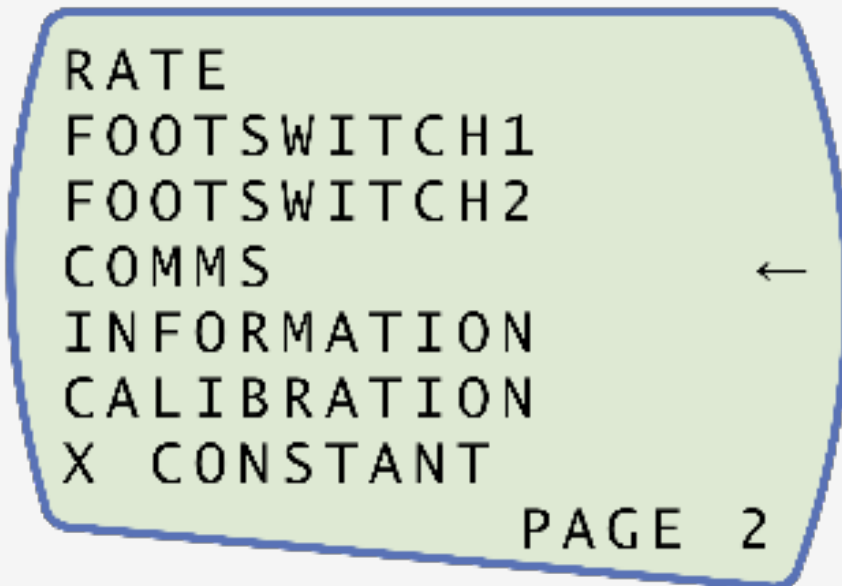 RATE
FOOTSWITCH1
FOOTSWITCH2
COMMS ←
INFORMATION
CALIBRATION
X CONSTANT
PAGE 2